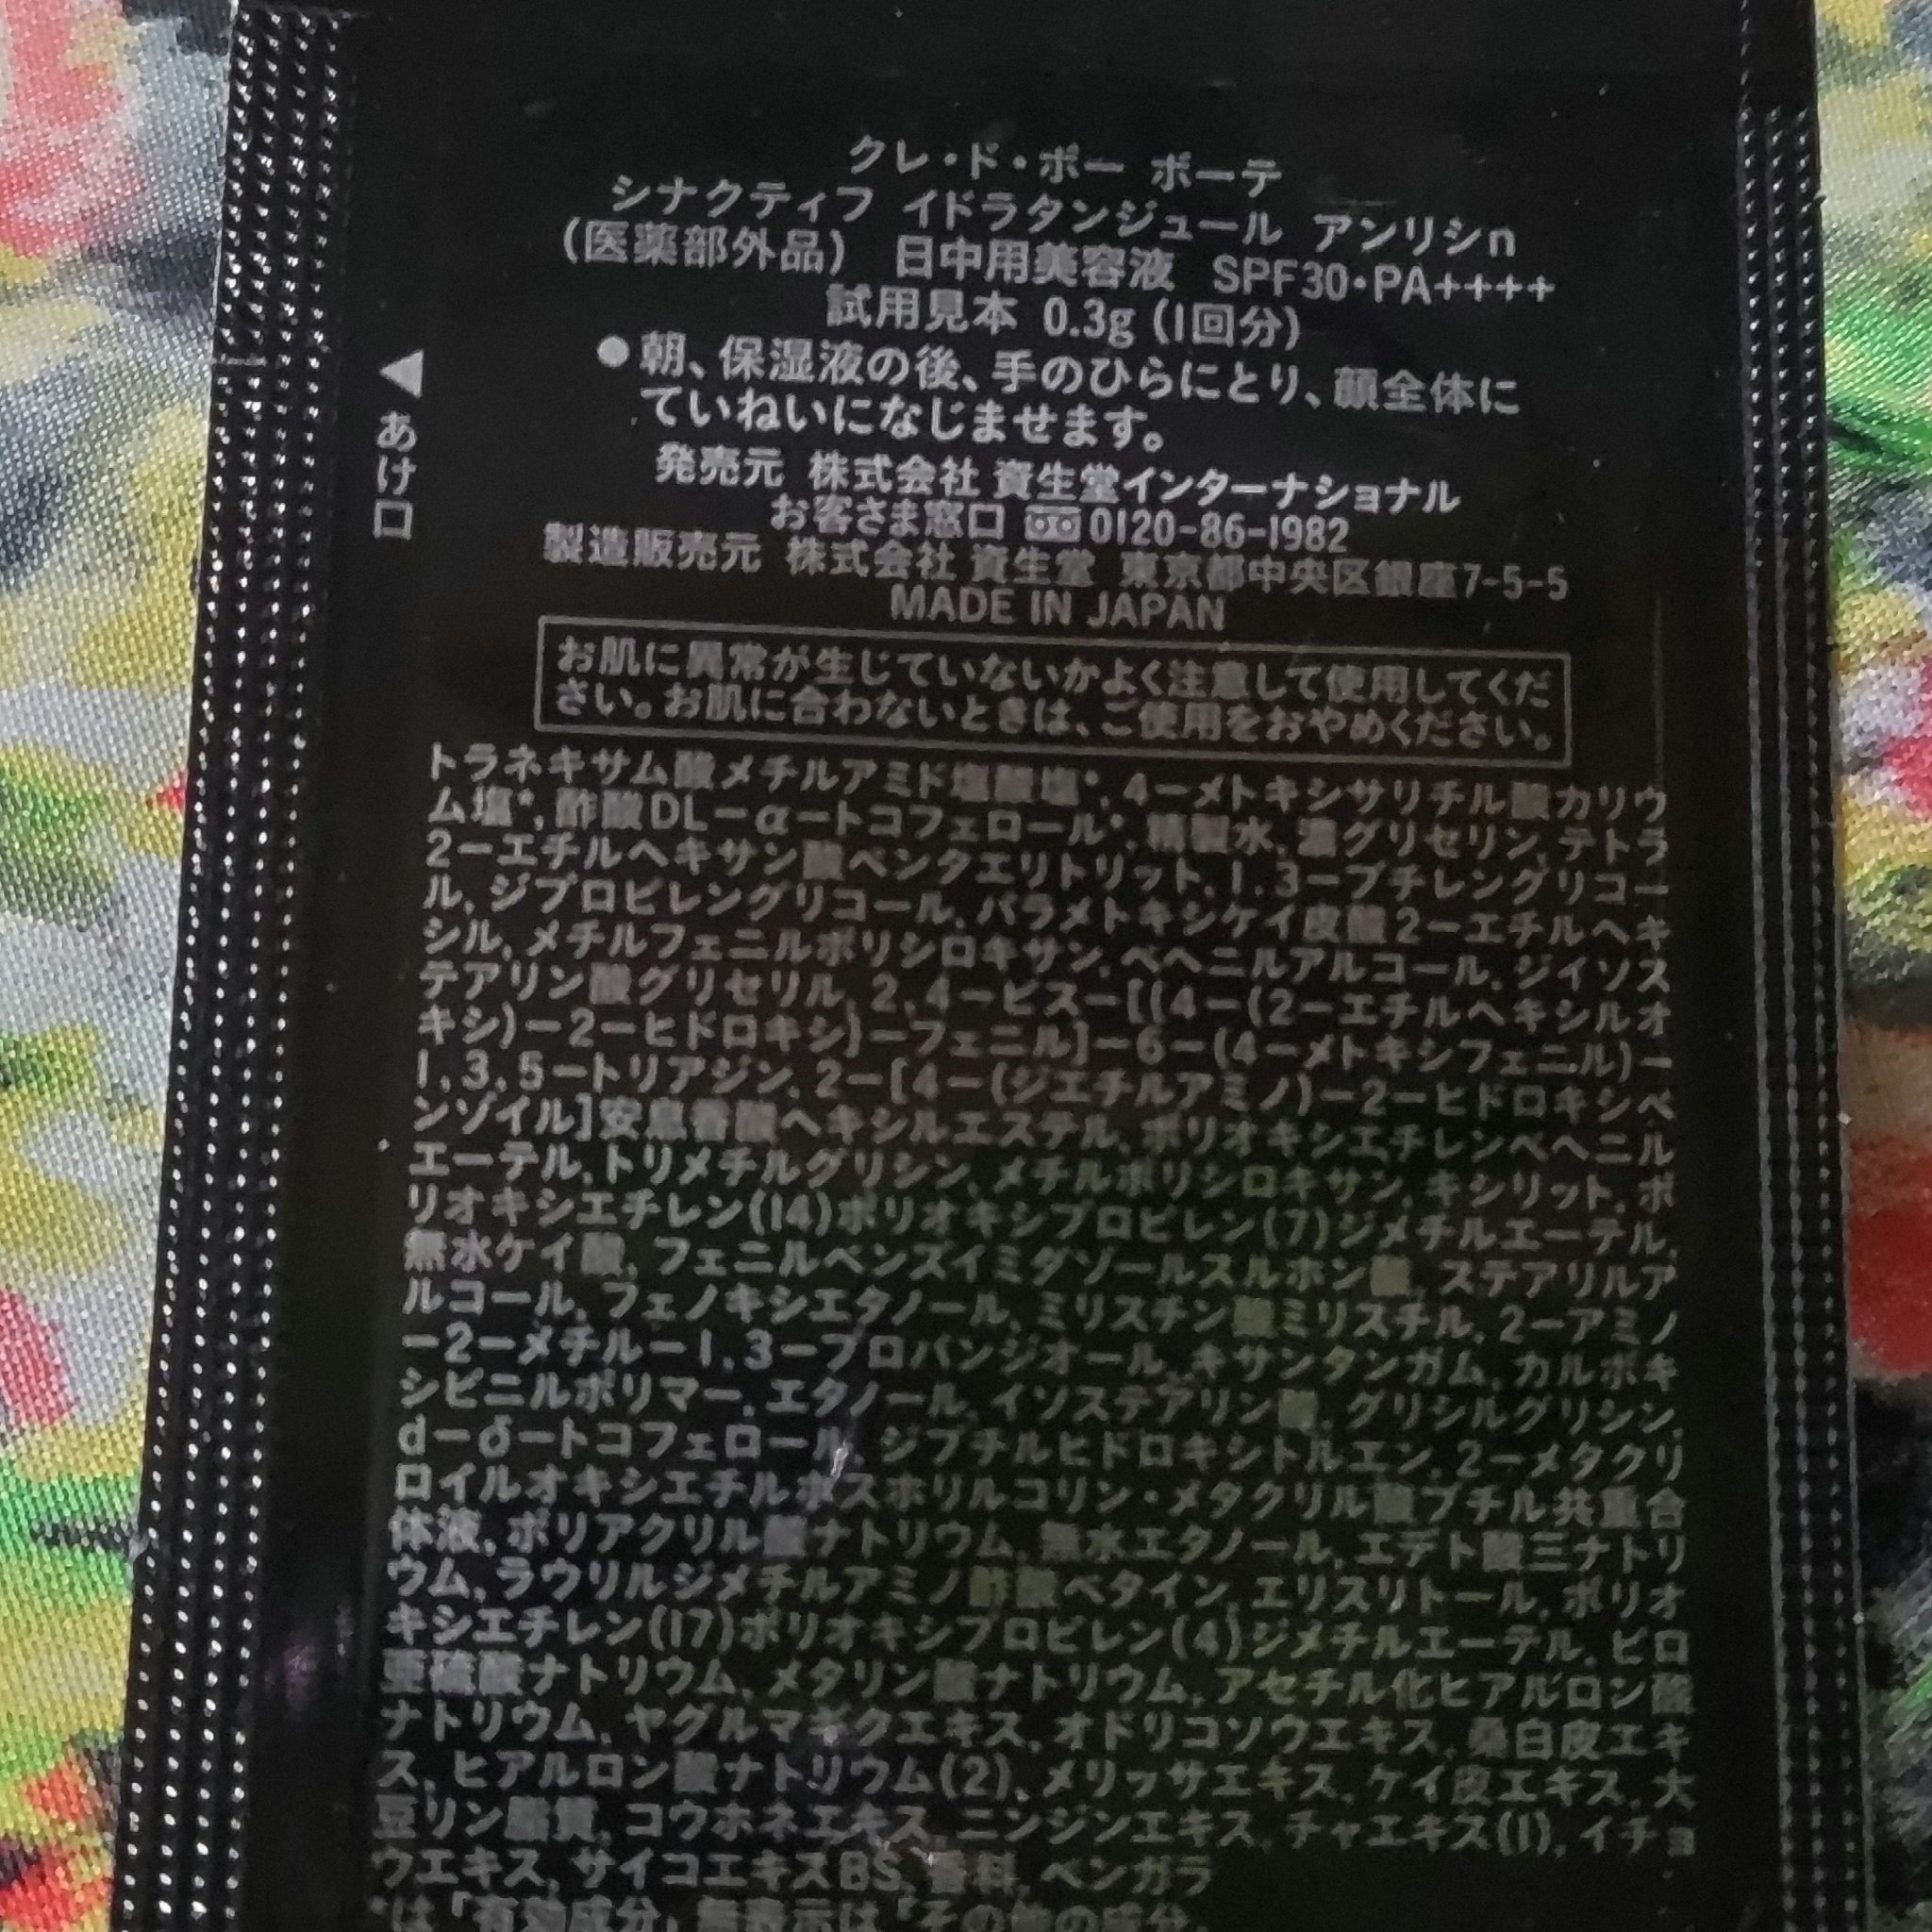 クレ・ド・ポー ボーテ
シナクティフ イドラタンジュール アンリシn
(医薬部外品) 日中用美容液 SPF30・PA++++
試用見本 0.3g (1回分)
●朝、保湿液の後、手のひらにとり、顔全体に
ていねいになじませます。
発売元 株式会社 資生堂インターナショナル
お客さま窓口 0120-86-1982
製造販売元 株式会社 資生堂 東京都中央区銀座7-5-5
MADE IN JAPAN
◀あけ口
お肌に異常が生じていないかよく注意して使用してくだ
さい。お肌に合わないときは、ご使用をおやめください。
トラネキサム酸メチルアミド塩酸塩*, 4－メトキシサリチル酸カリウ
ム塩*, 酢酸DL－α－トコフェロール*, 精製水, 濃グリセリン, テトラ
2－エチルヘキサン酸ペンタエリトリット, 1, 3－ブチレングリコー
ル, ジプロピレングリコール, パラメトキシケイ皮酸2－エチルヘキ
シル, メチルフェニルポリシロキサン, ベヘニルアルコール, ジイソス
テアリン酸グリセリル, 2, 4－ビス－[{4－(2－エチルヘキシルオ
キシ)－2－ヒドロキシ}－フェニル]－6－(4－メトキシフェニル)－
1, 3, 5－トリアジン, 2－[4－(ジエチルアミノ)－2－ヒドロキシベ
ンゾイル]安息香酸ヘキシルエステル, ポリオキシエチレンベヘニル
エーテル, トリメチルグリシン, メチルポリシロキサン, キシリット, ポ
リオキシエチレン(14)ポリオキシプロピレン(7)ジメチルエーテル,
無水ケイ酸, フェニルベンズイミダゾールスルホン酸, ステアリルア
ルコール, フェノキシエタノール, ミリスチン酸ミリスチル, 2－アミノ
－2－メチル－1, 3－プロパンジオール, キサンタンガム, カルボキ
シビニルポリマー, エタノール, イソステアリン酸, グリシルグリシン,
d－δ－トコフェロール, ジブチルヒドロキシトルエン, 2－メタクリ
ロイルオキシエチルホスホリルコリン・メタクリル酸ブチル共重合
体液, ポリアクリル酸ナトリウム, 無水エタノール, エデト酸三ナトリ
ウム, ラウリルジメチルアミノ酢酸ベタイン, エリスリトール, ポリオ
キシエチレン(17)ポリオキシプロピレン(4)ジメチルエーテル, ピロ
亜硫酸ナトリウム, メタリン酸ナトリウム, アセチル化ヒアルロン酸
ナトリウム, ヤグルマギクエキス, オドリコソウエキス, 桑白皮エキ
ス, ヒアルロン酸ナトリウム(2), メリッサエキス, ケイ皮エキス, 大
豆リン脂質, コウホネエキス, ニンジンエキス, チャエキス(1), イチョ
ウエキス, サイコエキスBS, 香料, ベンガラ
*は「有効成分」無表示は「その他の成分」